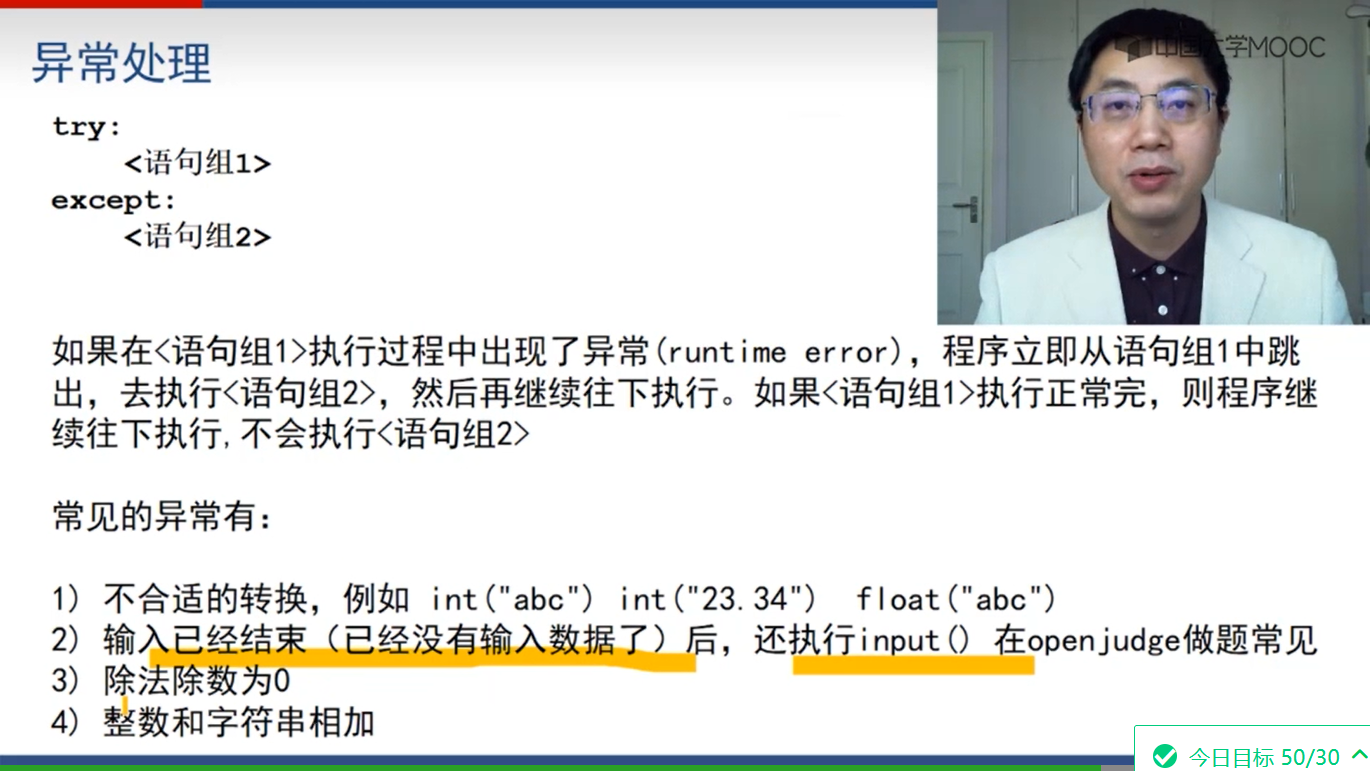 异常处理
中国大学MOOC
try:
<语句组1>
except:
<语句组2>
如果在<语句组1>执行过程中出现了异常(runtime error)，程序立即从语句组1中跳
出，去执行<语句组2>，然后再继续往下执行。如果<语句组1>执行正常完，则程序继
续往下执行,不会执行<语句组2>
常见的异常有：
1) 不合适的转换，例如 int("abc") int("23.34") float("abc")
2) 输入已经结束（已经没有输入数据了）后，还执行input() 在openjudge做题常见
3) 除法除数为0
4) 整数和字符串相加
今日目标 50/30